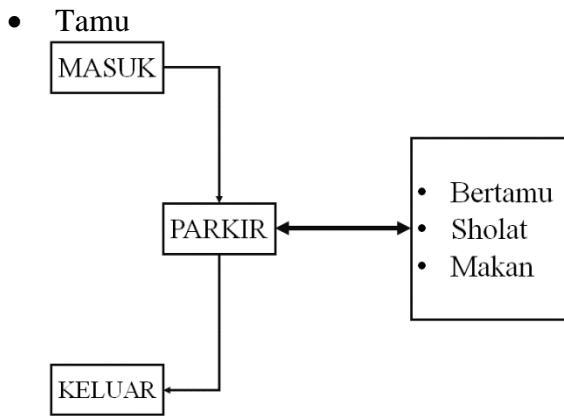 • Tamu
MASUK
PARKIR
• Bertamu
• Sholat
• Makan
KELUAR